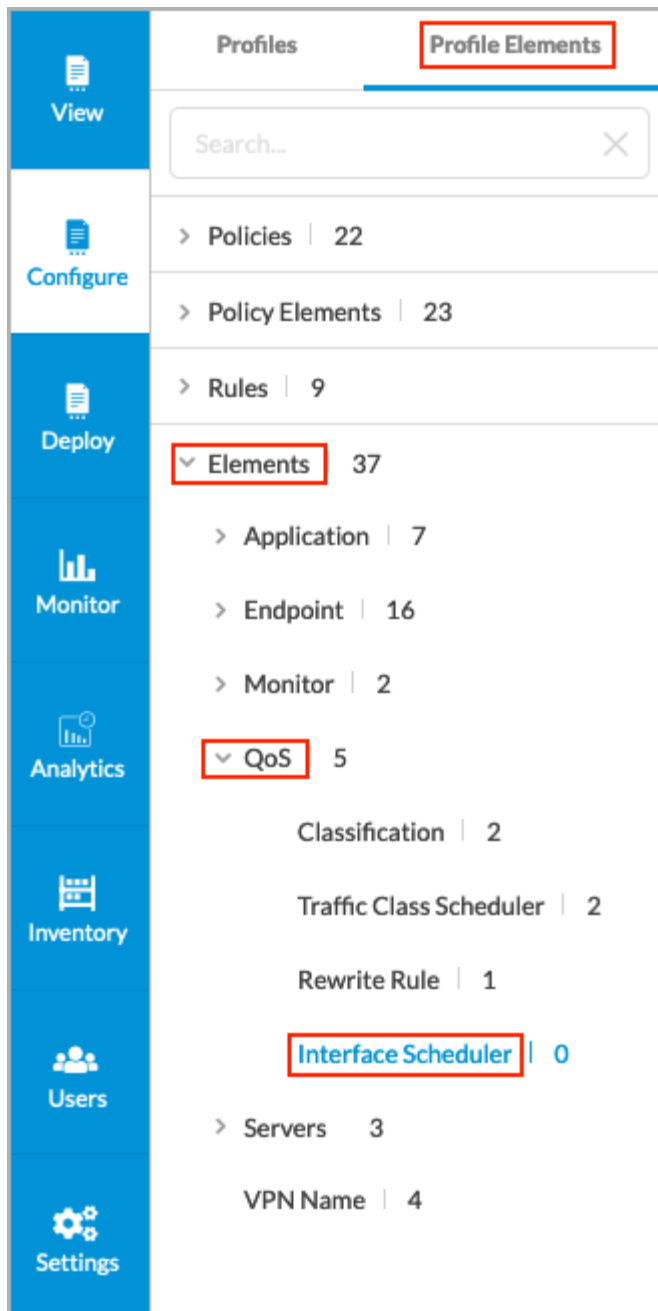 Profiles
Profile Elements
View
Search...
Policies 22
Configure
Policy Elements 23
Rules 9
Deploy
Elements 37
Application 7
Monitor
Endpoint 16
Monitor 2
Analytics
QoS 5
Classification 2
Inventory
Traffic Class Scheduler 2
Rewrite Rule 1
Interface Scheduler 0
Users
Servers 3
VPN Name 4
Settings